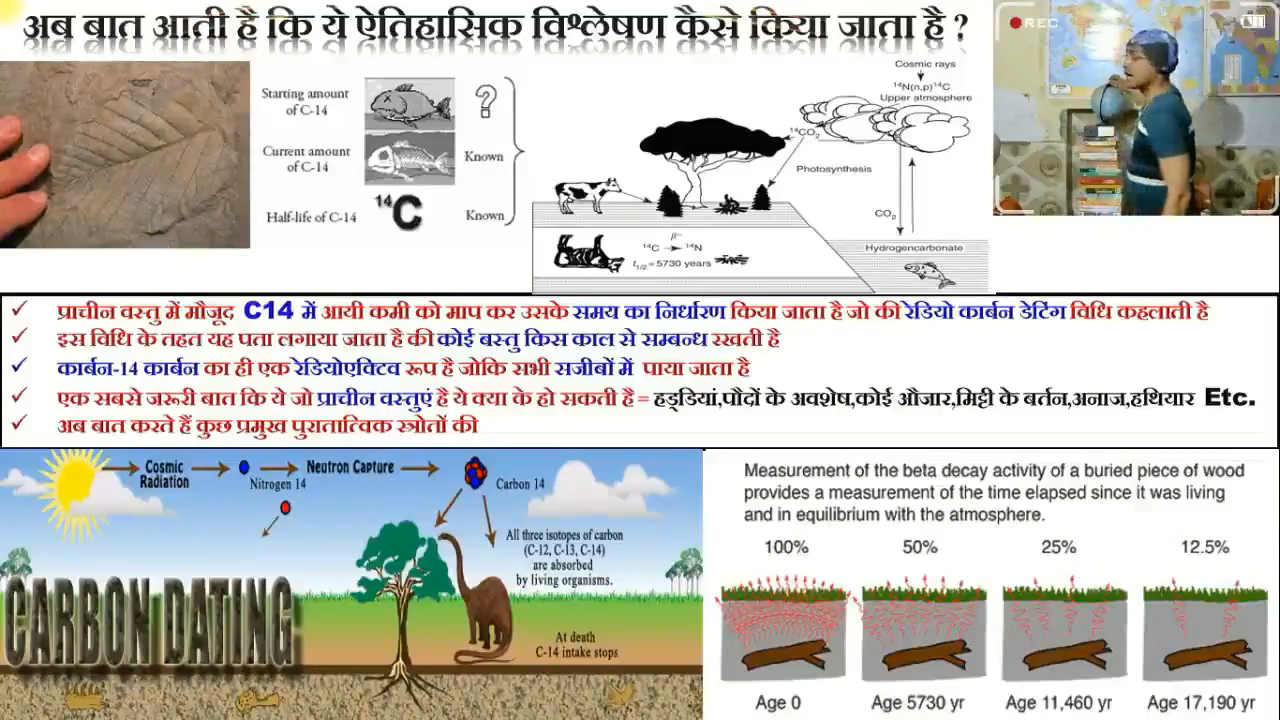 अब बात आती है कि ये ऐतिहासिक विश्लेषण कैसे किया जाता है ?
REC
Starting amount
of C-14
?
Current amount
of C-14
Known
Half-life of C-14
14C
Known
Cosmic rays
14N(n,p)14C
Upper atmosphere
14CO2
Photosynthesis
CO2
Hydrogencarbonate
β−
14C → 14N
t1/2 = 5730 years
प्राचीन वस्तु में मौजूद C14 में आयी कमी को माप कर उसके समय का निर्धारण किया जाता है जो की रेडियो कार्बन डेटिंग विधि कहलाती है
इस विधि के तहत यह पता लगाया जाता है की कोई बस्तु किस काल से सम्बन्ध रखती है
कार्बन-14 कार्बन का ही एक रेडियोएक्टिव रूप है जोकि सभी सजीबों में पाया जाता है
एक सबसे जरूरी बात कि ये जो प्राचीन वस्तुएं है ये क्या के हो सकती है = हड्डियां,पौदों के अवशेष,कोई औजार,मिट्टी के बर्तन,अनाज,हथियार Etc.
अब बात करते हैं कुछ प्रमुख पुरातात्विक स्त्रोतों की
Cosmic
Radiation
Nitrogen 14
Neutron Capture
Carbon 14
All three isotopes of carbon
(C-12, C-13, C-14)
are absorbed
by living organisms.
CARBON DATING
At death
C-14 intake stops
Measurement of the beta decay activity of a buried piece of wood
provides a measurement of the time elapsed since it was living
and in equilibrium with the atmosphere.
100% 50% 25% 12.5%
Age 0 Age 5730 yr Age 11,460 yr Age 17,190 yr